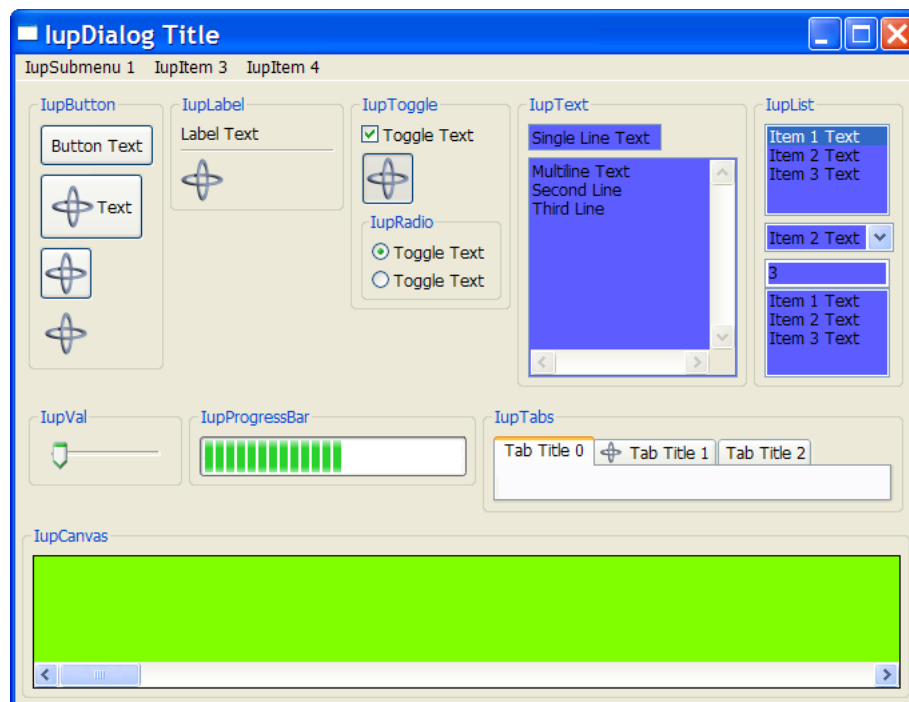 IupDialog Title
IupSubmenu 1 IupItem 3 IupItem 4
IupButton
Button Text
Text
IupLabel
Label Text
IupToggle
Toggle Text
IupRadio
Toggle Text
Toggle Text
IupText
Single Line Text
Multiline Text
Second Line
Third Line
IupList
Item 1 Text
Item 2 Text
Item 3 Text
Item 2 Text
3
Item 1 Text
Item 2 Text
Item 3 Text
IupVal
IupProgressBar
IupTabs
Tab Title 0 Tab Title 1 Tab Title 2
IupCanvas